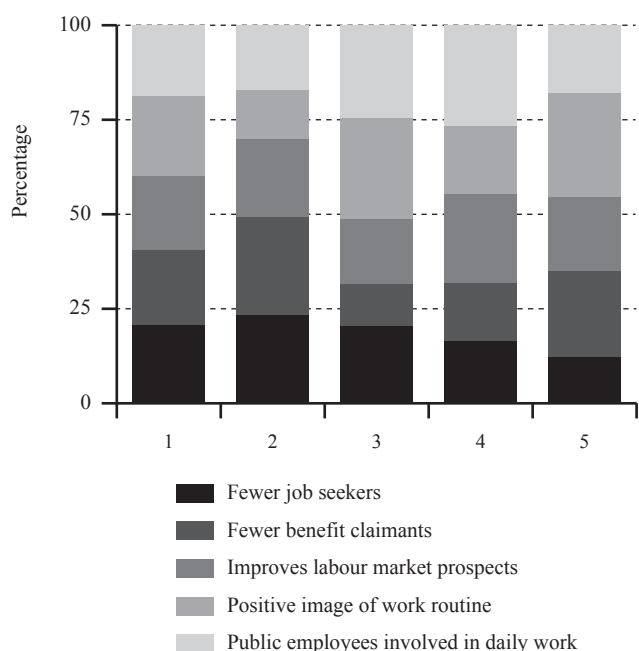 100
75
50
25
0
Percentage
1 2 3 4 5
Fewer job seekers
Fewer benefit claimants
Improves labour market prospects
Positive image of work routine
Public employees involved in daily work